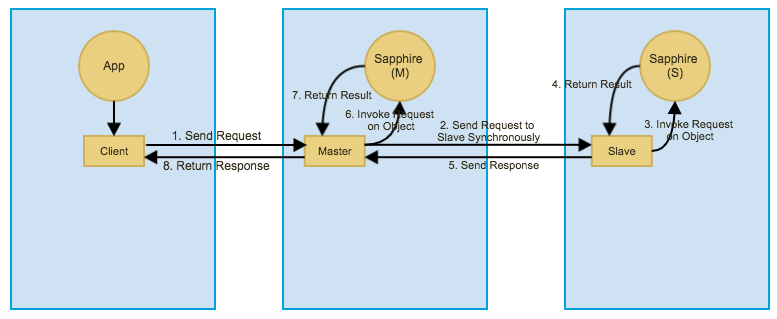 App
Client
1. Send Request
8. Return Response
Sapphire
(M)
7. Return Result
6. Invoke Request
on Object
Master
2. Send Request to
Slave Synchronously
5. Send Response
Sapphire
(S)
4. Return Result
3. Invoke Request
on Object
Slave